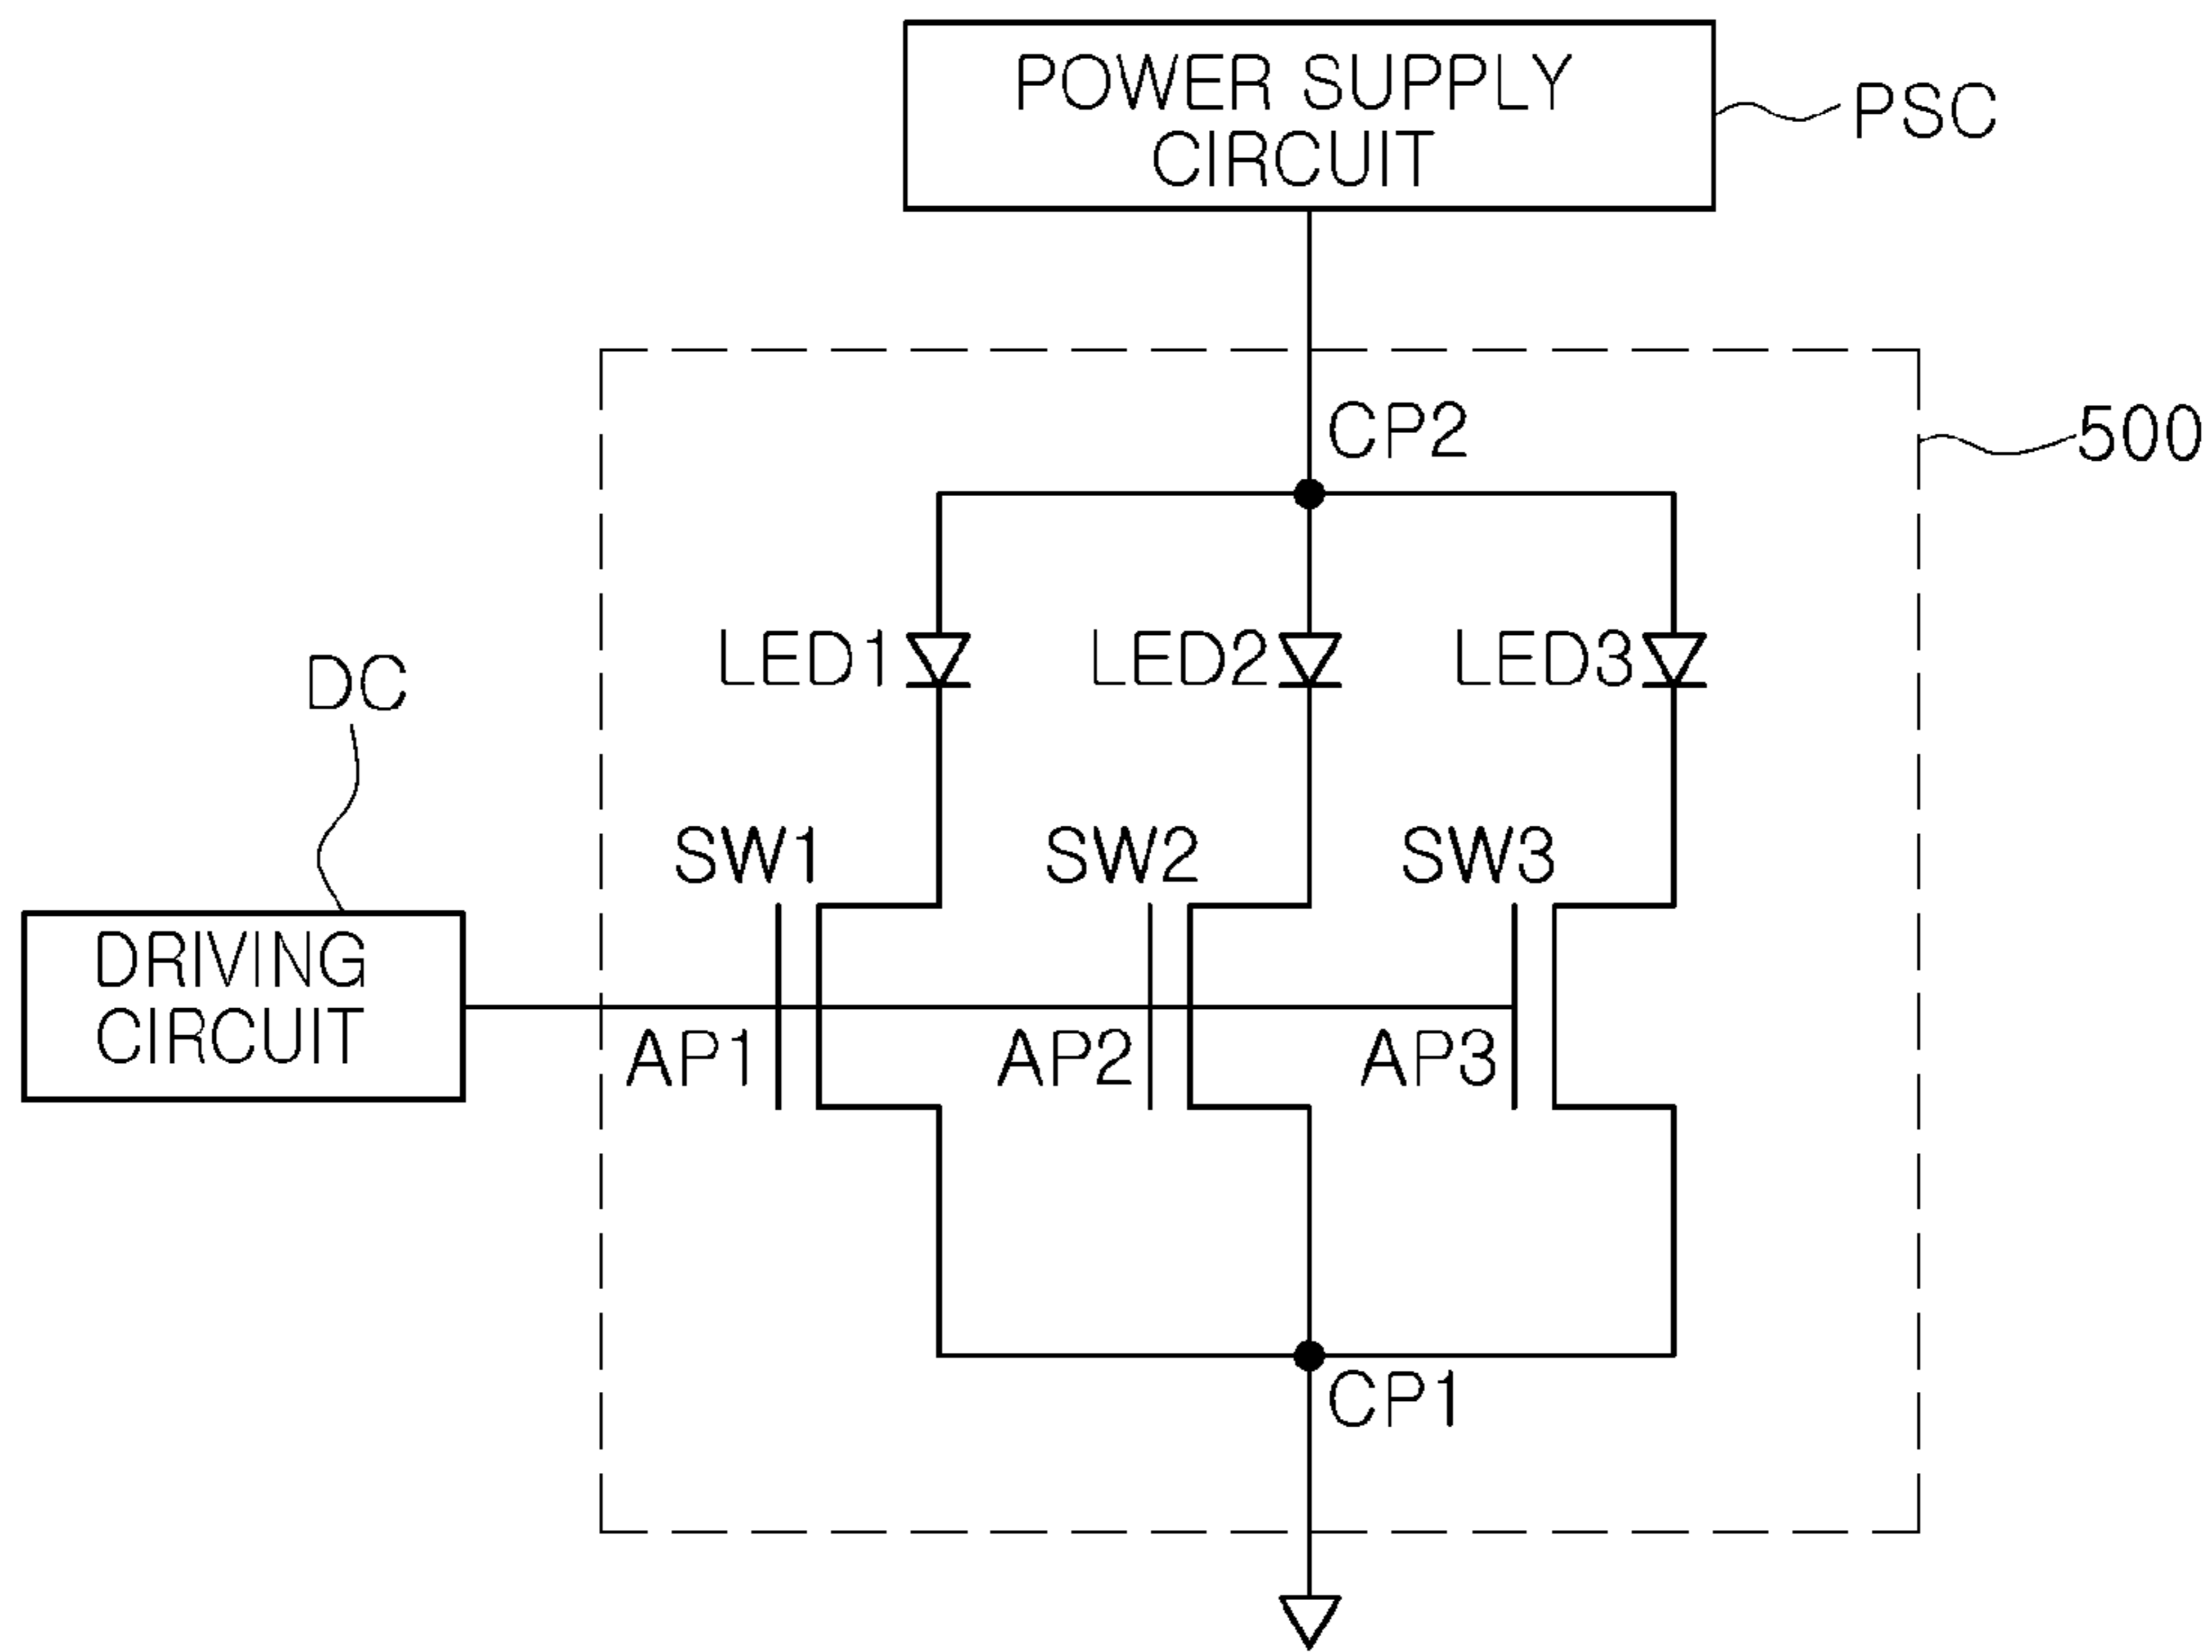 POWER SUPPLY
CIRCUIT
PSC
CP2
500
LED1
LED2
LED3
DC
SW1
SW2
SW3
DRIVING
CIRCUIT
AP1
AP2
AP3
CP1